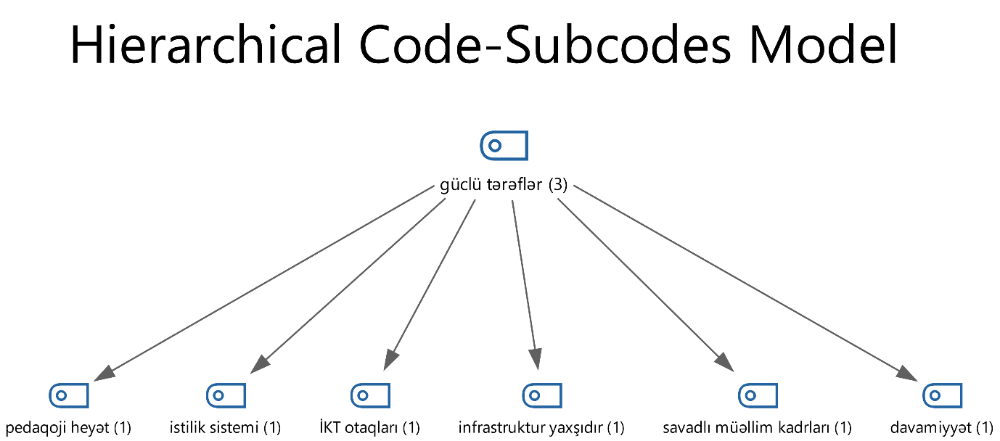 Hierarchical Code-Subcodes Model
güclü tərəflər (3)
pedaqoji heyət (1)
istilik sistemi (1)
İKT otaqları (1)
infrastruktur yaxşıdır (1)
savadlı müəllim kadrları (1)
davamiyyət (1)